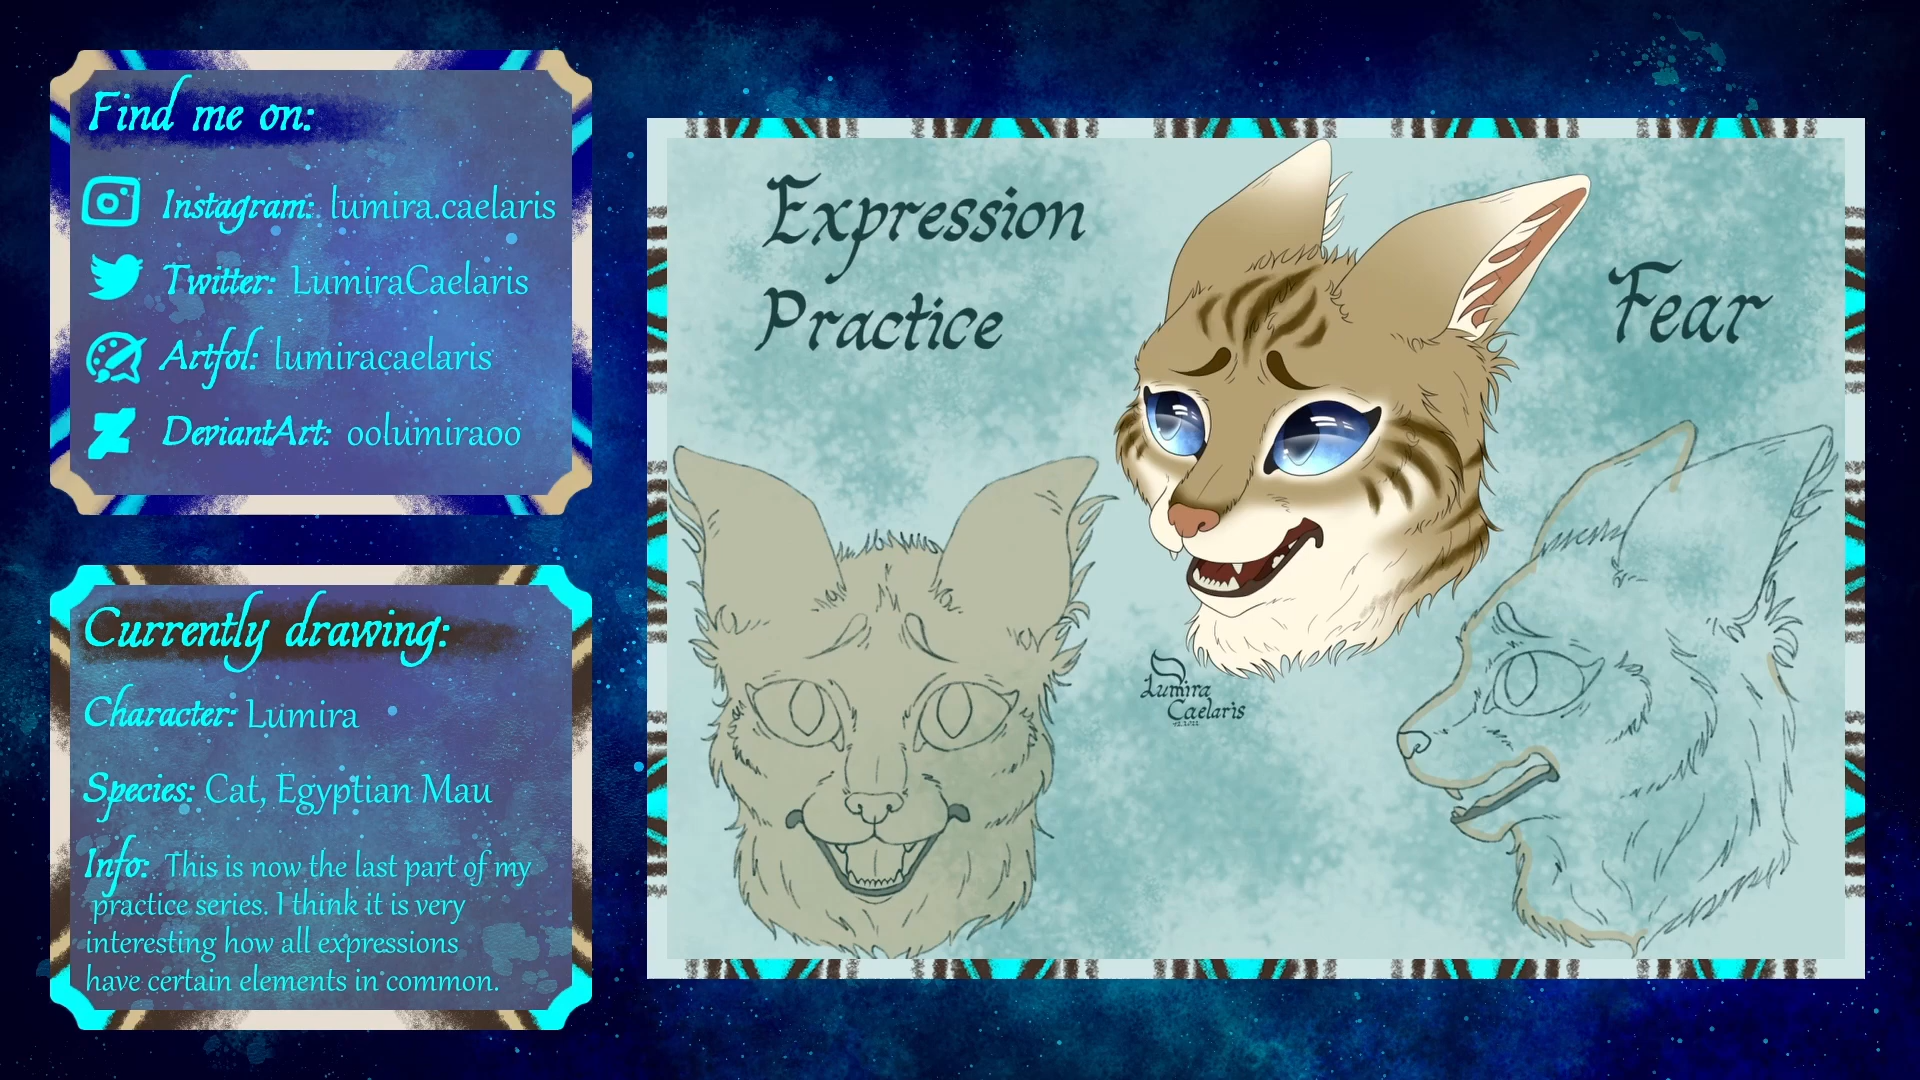 Find me on:
Instagram: lumira.caelaris
Twitter: LumiraCaelaris
Artfol: lumiracaelaris
DeviantArt: oolumiraoo
Currently drawing:
Character: Lumira
Species: Cat, Egyptian Mau
Info: This is now the last part of my
practice series. I think it is very
interesting how all expressions
have certain elements in common.
Expression
Practice
Fear
Lumira
Caelaris